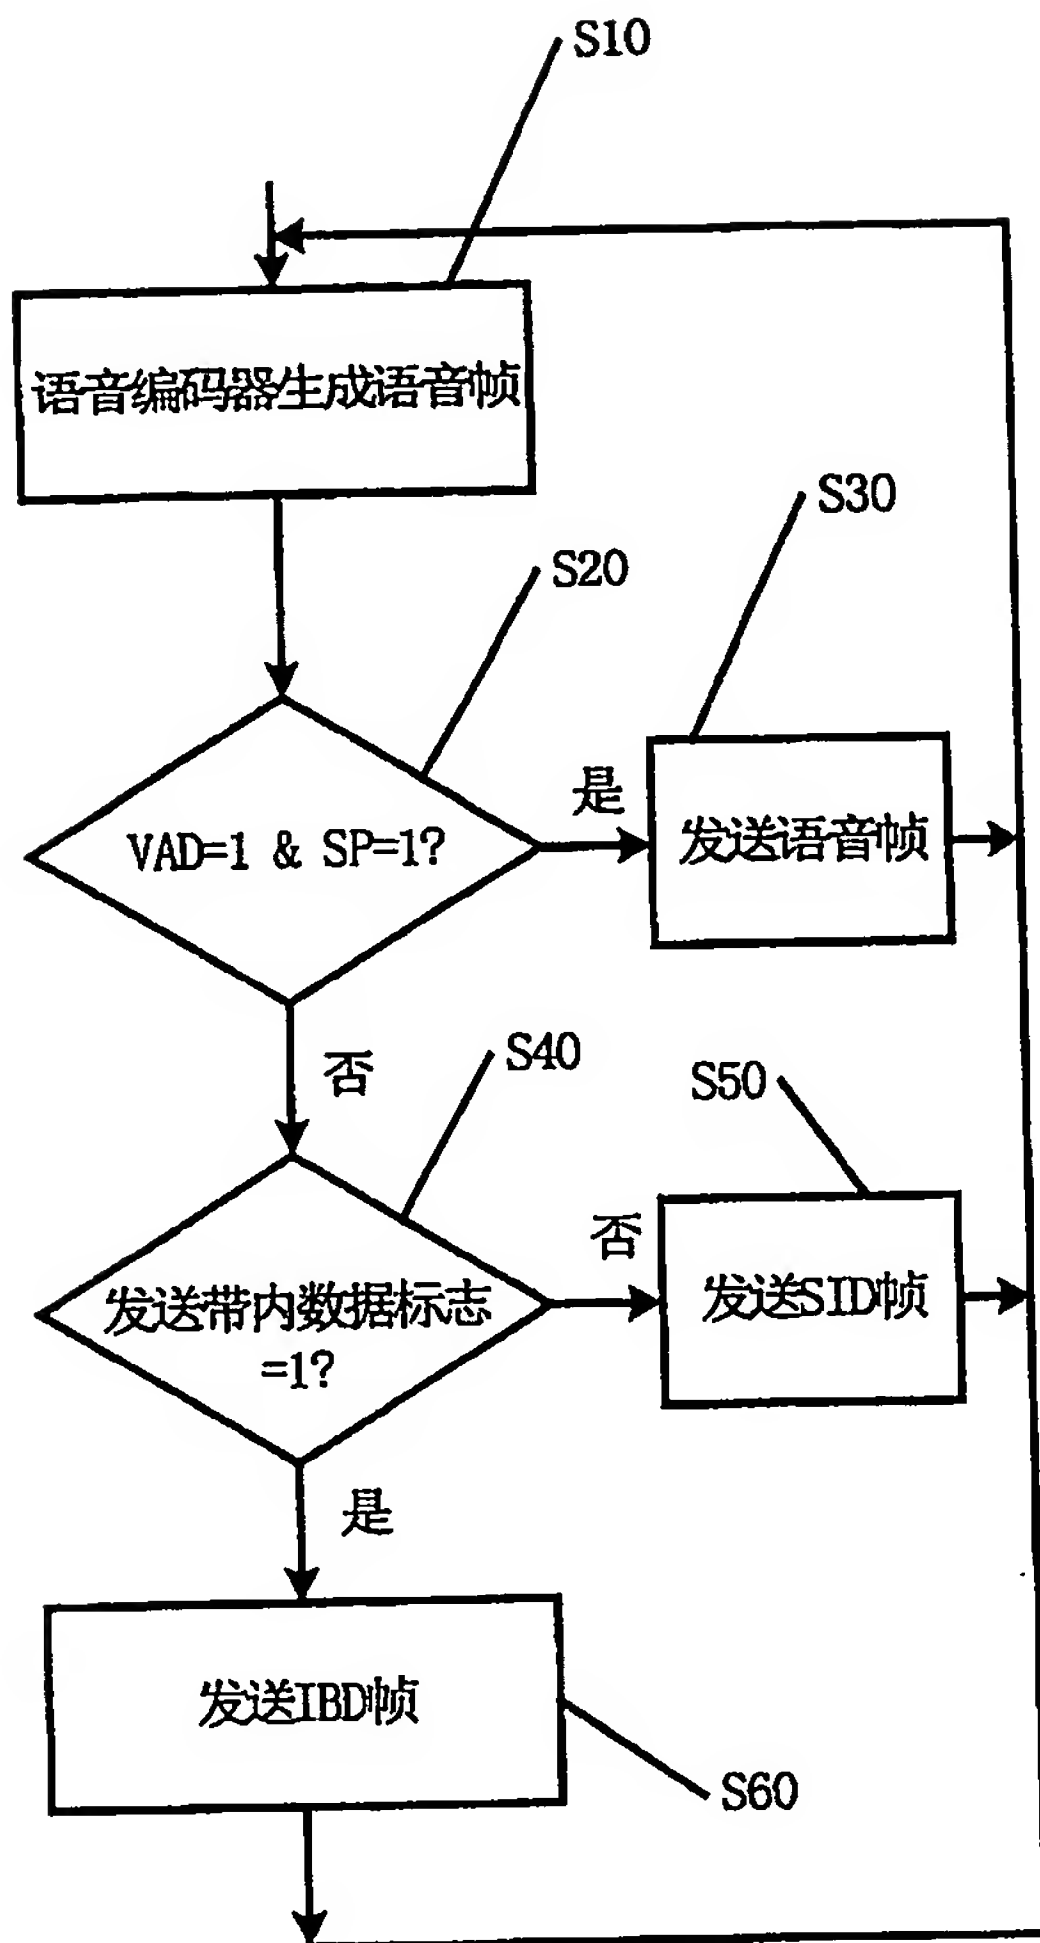 S10
语音编码器生成语音帧
S30
S20
VAD=1 & SP=1?
是
发送语音帧
否
S40
S50
发送带内数据标志
=1?
否
发送SID帧
是
发送IBD帧
S60